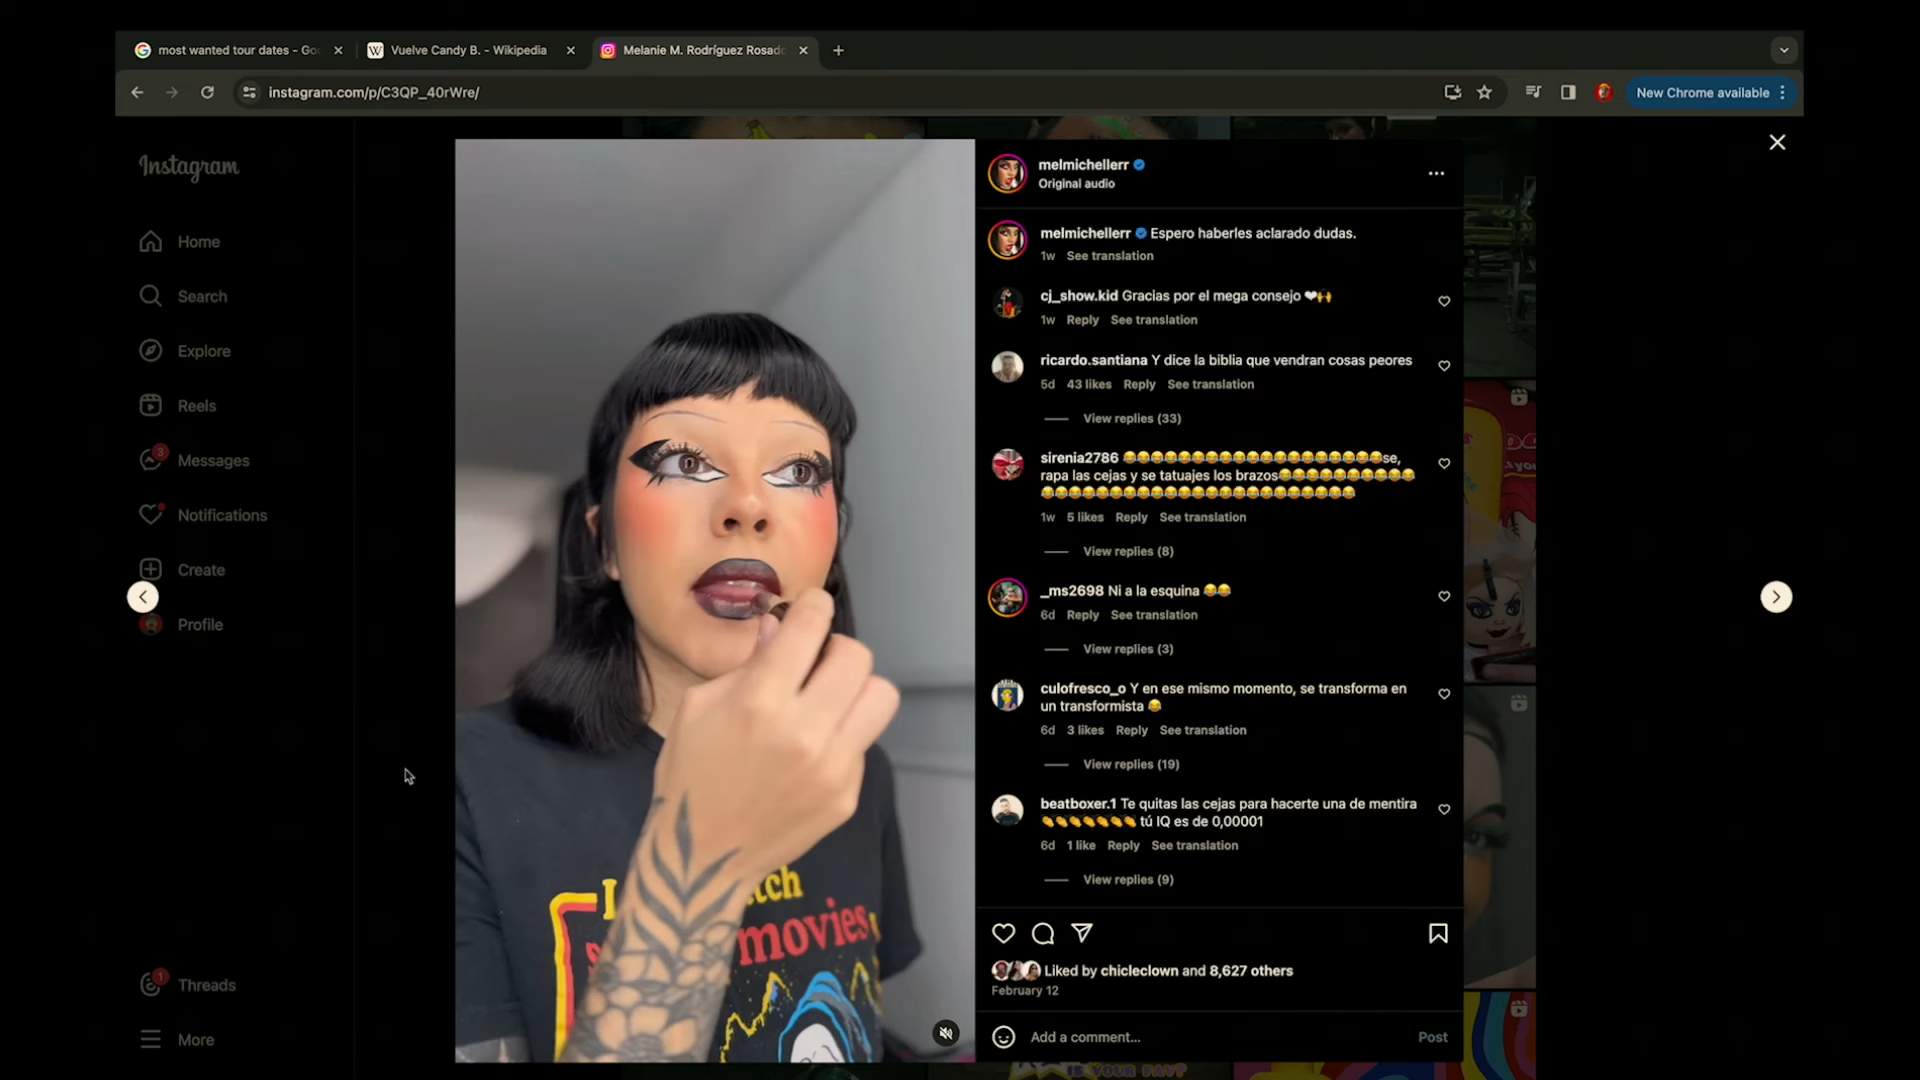 most wanted tour dates - Go
Vuelve Candy B. - Wikipedia
Melanie M. Rodríguez Rosado
instagram.com/p/C3QP_40rWre/
New Chrome available
Instagram
Home
Search
Explore
Reels
3
Messages
Notifications
Create
Profile
1
Threads
More
movies
melmichellerr
Original audio
melmichellerr Espero haberles aclarado dudas.
1w See translation
cj_show.kid Gracias por el mega consejo ❤🙌
1w Reply See translation
ricardo.santiana Y dice la biblia que vendran cosas peores
5d 43 likes Reply See translation
View replies (33)
sirenia2786 😂😂😂😂😂😂😂😂😂😂😂😂😂😂😂😂😂😂😂se,
rapa las cejas y se tatuajes los brazos😂😂😂😂😂😂😂😂😂😂
😂😂😂😂😂😂😂😂😂😂😂😂😂😂😂😂😂😂😂😂😂😂😂
1w 5 likes Reply See translation
View replies (8)
_ms2698 Ni a la esquina 😂😂
6d Reply See translation
View replies (3)
culofresco_o Y en ese mismo momento, se transforma en
un transformista 😂
6d 3 likes Reply See translation
View replies (19)
beatboxer.1 Te quitas las cejas para hacerte una de mentira
👏👏👏👏👏👏👏 tú IQ es de 0,00001
6d 1 like Reply See translation
View replies (9)
Liked by chicleclown and 8,627 others
February 12
Add a comment...
Post
IS YOUR FAVP